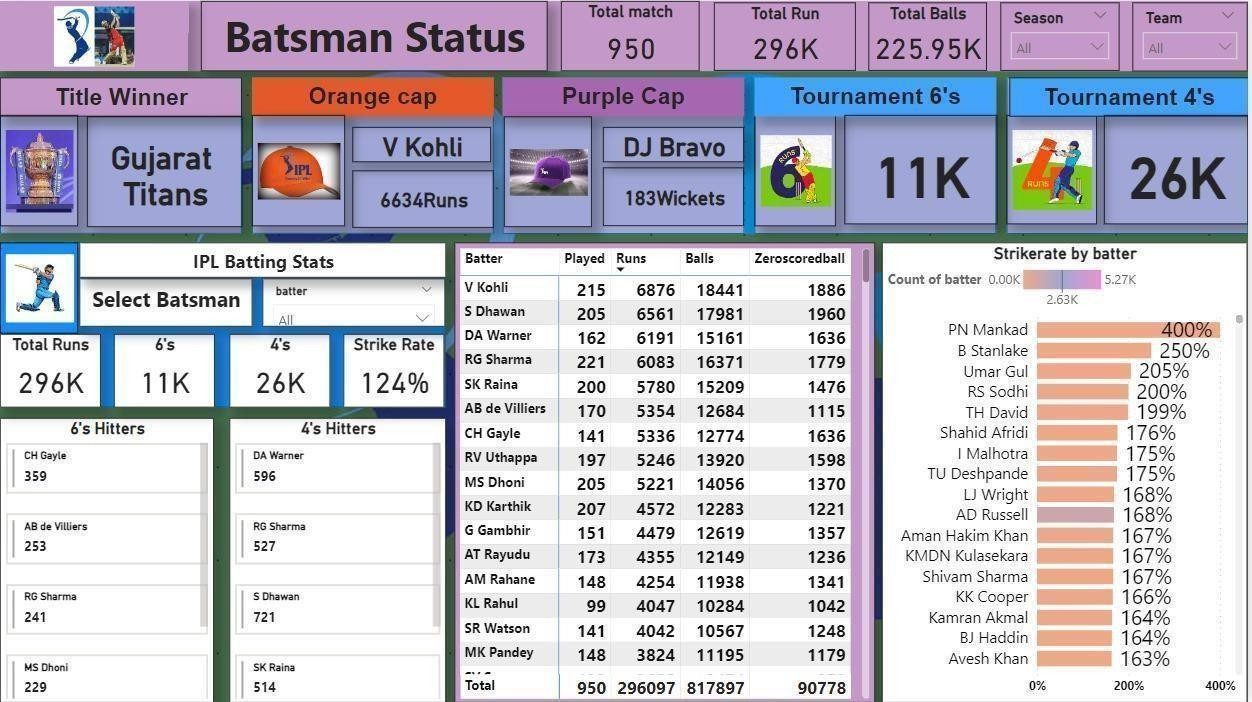 Batsman Status
Total match
950
Total Run
296K
Total Balls
225.95K
Season
All
Team
All
Title Winner
Gujarat
Titans
Orange cap
IPL
V Kohli
6634Runs
Purple Cap
DJ Bravo
183Wickets
Tournament 6's
6
RUNS
11K
Tournament 4's
4
RUNS
26K
IPL Batting Stats
Select Batsman
batter
All
Total Runs
296K
6's
11K
4's
26K
Strike Rate
124%
6's Hitters
CH Gayle
359
AB de Villiers
253
RG Sharma
241
MS Dhoni
229
4's Hitters
DA Warner
596
RG Sharma
527
S Dhawan
721
SK Raina
514
Batter Played Runs Balls Zeroscoredball
V Kohli 215 6876 18441 1886
S Dhawan 205 6561 17981 1960
DA Warner 162 6191 15161 1636
RG Sharma 221 6083 16371 1779
SK Raina 200 5780 15209 1476
AB de Villiers 170 5354 12684 1115
CH Gayle 141 5336 12774 1636
RV Uthappa 197 5246 13920 1598
MS Dhoni 205 5221 14056 1370
KD Karthik 207 4572 12283 1221
G Gambhir 151 4479 12619 1357
AT Rayudu 173 4355 12149 1236
AM Rahane 148 4254 11938 1341
KL Rahul 99 4047 10284 1042
SR Watson 141 4042 10567 1248
MK Pandey 148 3824 11195 1179
Total 950 296097 817897 90778
Strikerate by batter
Count of batter 0.00K 5.27K
2.63K
PN Mankad 400%
B Stanlake 250%
Umar Gul 205%
RS Sodhi 200%
TH David 199%
Shahid Afridi 176%
I Malhotra 175%
TU Deshpande 175%
LJ Wright 168%
AD Russell 168%
Aman Hakim Khan 167%
KMDN Kulasekara 167%
Shivam Sharma 167%
KK Cooper 166%
Kamran Akmal 164%
BJ Haddin 164%
Avesh Khan 163%
0% 200% 400%